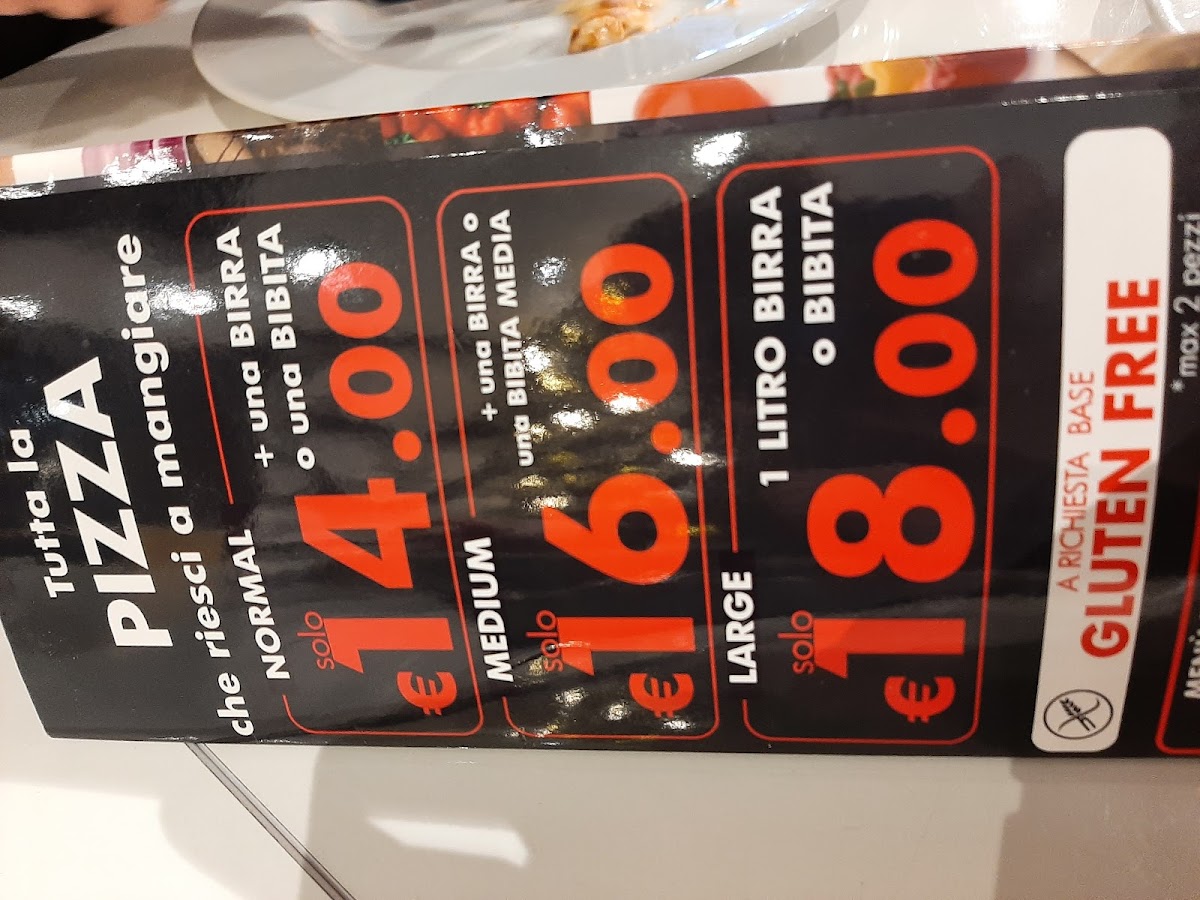 Tutta la
PIZZA
che riesci a mangiare
NORMAL
+ una BIRRA
o una BIBITA
solo
€14.00
MEDIUM
+ una BIRRA o
una BIBITA MEDIA
solo
€16.00
LARGE
1 LITRO BIRRA
o BIBITA
solo
€18.00
A RICHIESTA BASE
GLUTEN FREE
*max 2 pezzi